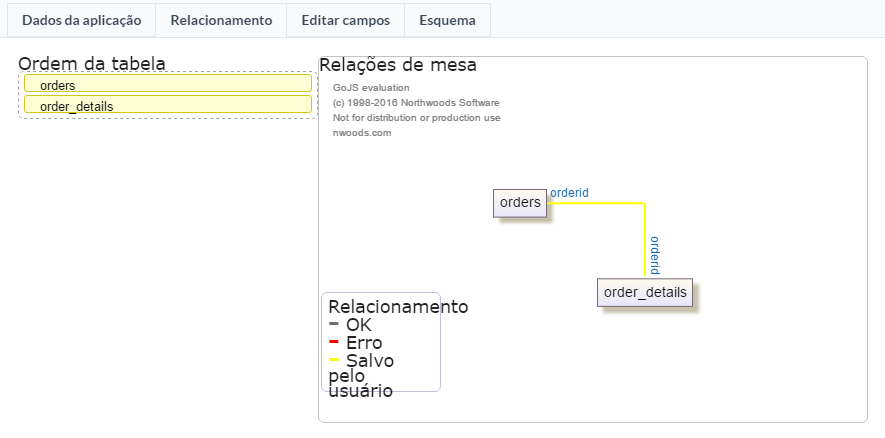 Dados da aplicação
Relacionamento
Editar campos
Esquema
Ordem da tabela
orders
order_details
Relações de mesa
GoJS evaluation
(c) 1998-2016 Northwoods Software
Not for distribution or production use
nwoods.com
orders
orderid
orderid
order_details
Relacionamento
OK
Erro
Salvo
pelo
usuário